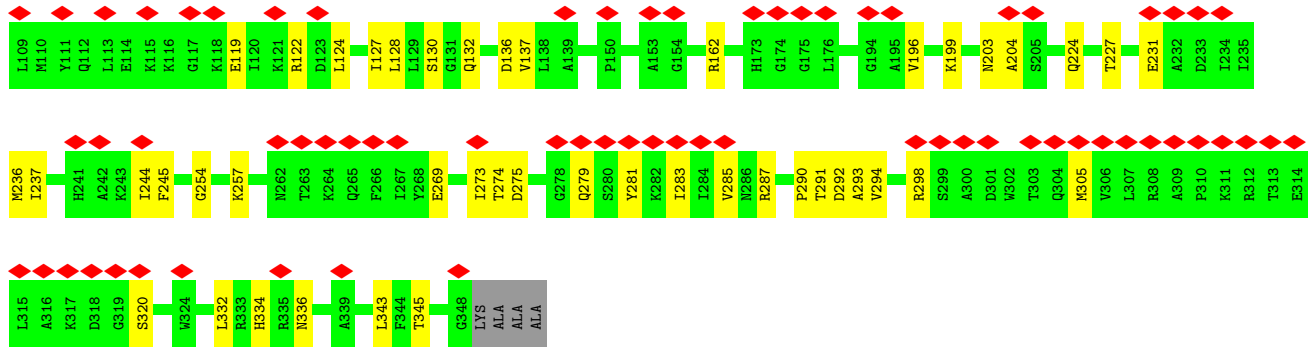 L109 M110 Y111 Q112 L113 E114 K115 K116 G117 K118 E119 I120 K121 R122 D123 L124 I127 L128 L129 S130 G131 Q132 D136 V137 L138 A139 P150 A153 G154 R162 H173 G174 G175 L176 G194 A195 V196 K199 N203 A204 S205 Q224 T227 E231 A232 D233 I234 I235
M236 I237 H241 A242 K243 I244 F245 G254 K257 N262 T263 K264 Q265 F266 I267 Y268 E269 I273 T274 D275 G278 Q279 S280 Y281 K282 I283 I284 V285 N286 R287 P290 T291 D292 A293 V294 R298 S299 A300 D301 W302 T303 Q304 M305 V306 L307 R308 A309 P310 K311 R312 T313 E314
L315 A316 K317 D318 G319 S320 W324 L332 R333 H334 R335 N336 A339 L343 F344 T345 G348 LYS ALA ALA ALA